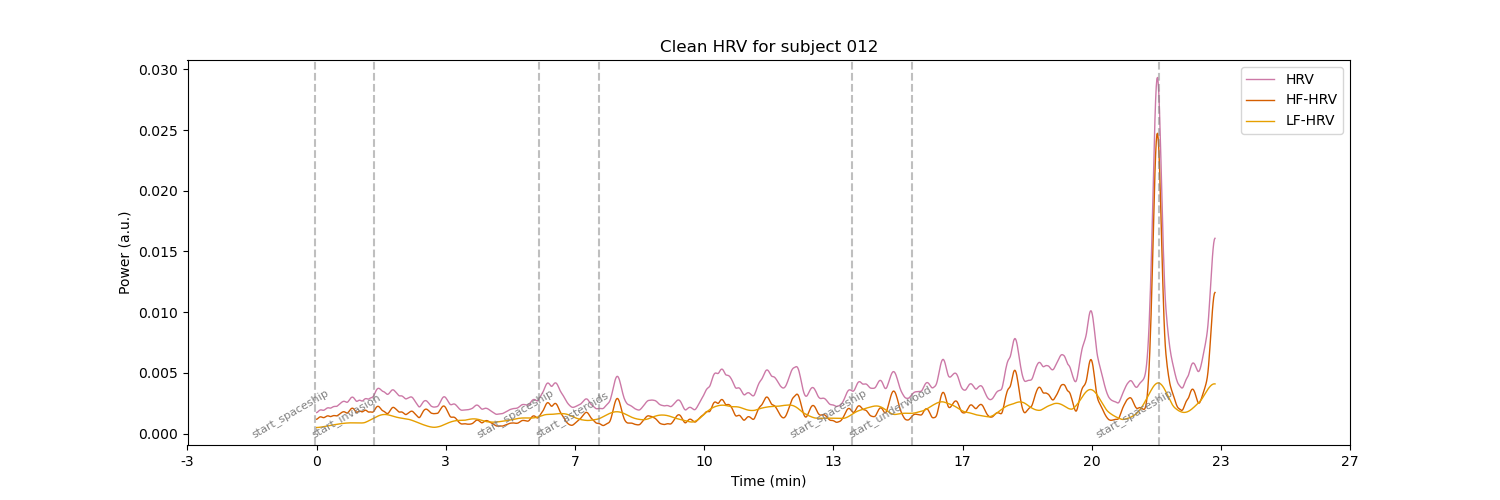 Clean HRV for subject 012
HRV
HF-HRV
LF-HRV
Power (a.u.)
0.030
0.025
0.020
0.015
0.010
0.005
0.000
start_spaceship
start_invasion
start_spaceship
start_asteroids
start_spaceship
start_underwood
start_spaceship
-3 0 3 7 10 13 17 20 23 27
Time (min)